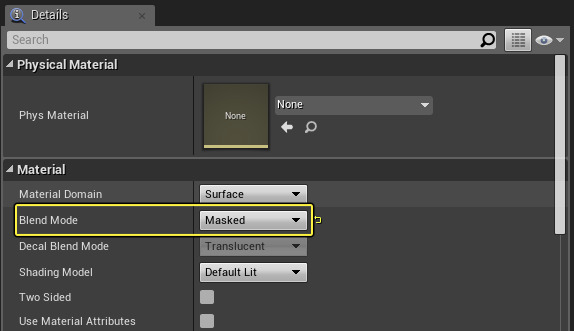 Details
Search
Physical Material
Phys Material
None
None
Material
Material Domain Surface
Blend Mode Masked
Decal Blend Mode Translucent
Shading Model Default Lit
Two Sided
Use Material Attributes